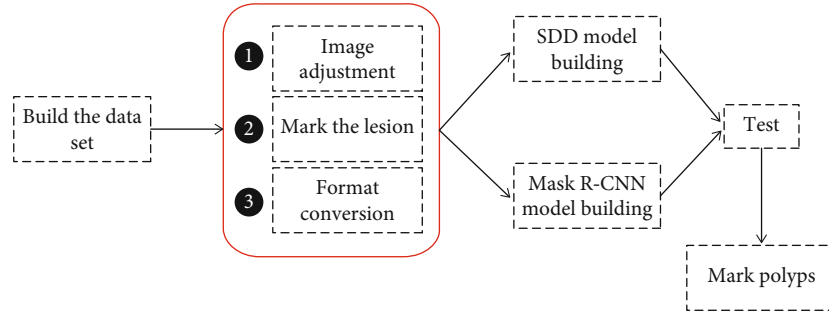 Build the data
set
1
Image
adjustment
2
Mark the lesion
3
Format
conversion
SDD model
building
Mask R-CNN
model building
Test
Mark polyps